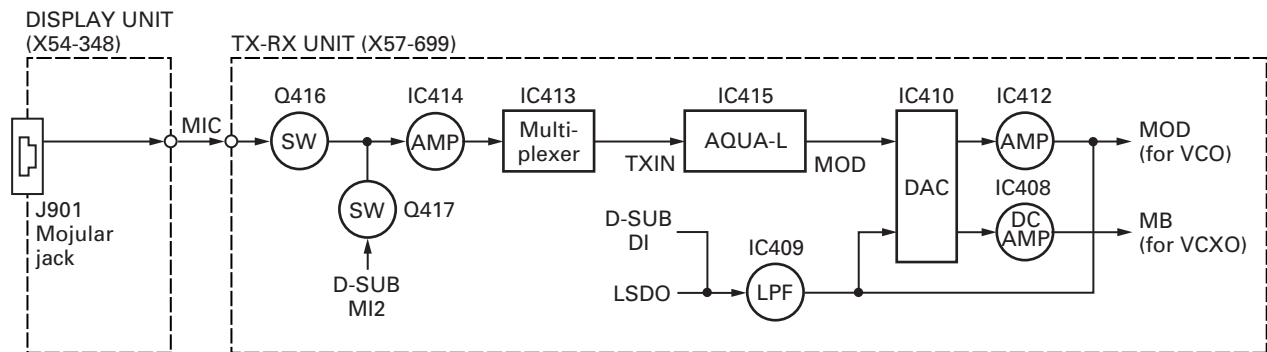 DISPLAY UNIT
(X54-348)
TX-RX UNIT (X57-699)
J901
Mojular
jack
MIC
Q416
SW
IC414
AMP
IC413
Multi-
plexer
TXIN
IC415
AQUA-L
MOD
IC410
DAC
IC412
AMP
MOD
(for VCO)
SW
Q417
D-SUB
MI2
D-SUB
DI
LSDO
IC409
LPF
IC408
DC
AMP
MB
(for VCXO)